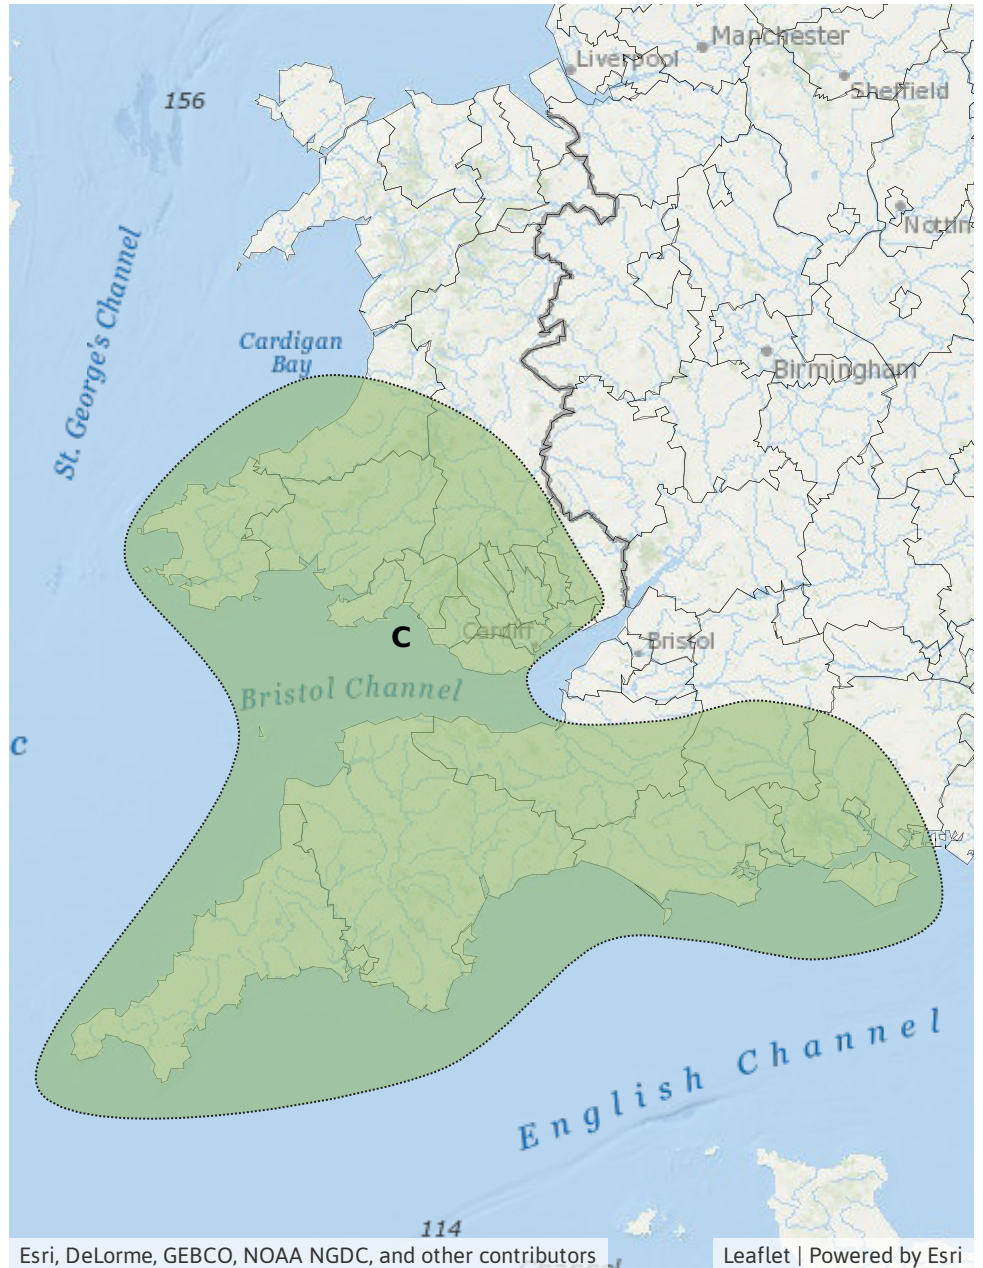 Manchester
Liverpool
Sheffield
156
Nottin
St. George's Channel
Cardigan
Bay
Birmingham
C
Cardiff
Bristol
Bristol Channel
C
English Channel
114
Channel
Esri, DeLorme, GEBCO, NOAA NGDC, and other contributors
Leaflet | Powered by Esri